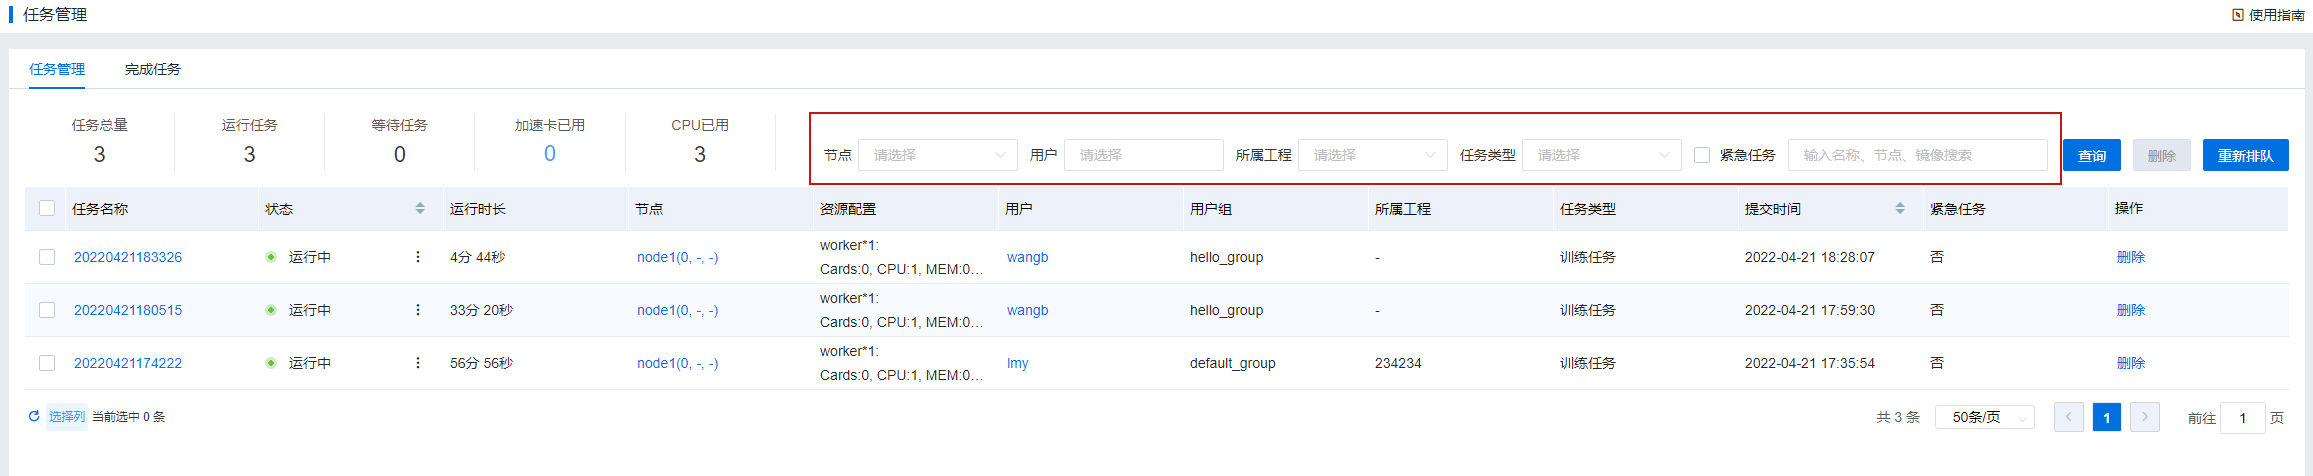 任务管理
使用指南
任务管理 完成任务
任务总量 运行任务 等待任务 加速卡已用 CPU已用
3 3 0 0 3
节点 请选择 用户 请选择 所属工程 请选择 任务类型 请选择 紧急任务 输入名称、节点、镜像搜索 查询 删除 重新排队
任务名称 状态 运行时长 节点 资源配置 用户 用户组 所属工程 任务类型 提交时间 紧急任务 操作
20220421183326 运行中 4分 44秒 node1(0, -, -) worker*1: wangb hello_group - 训练任务 2022-04-21 18:28:07 否 删除
Cards:0, CPU:1, MEM:0...
20220421180515 运行中 33分 20秒 node1(0, -, -) worker*1: wangb hello_group - 训练任务 2022-04-21 17:59:30 否 删除
Cards:0, CPU:1, MEM:0...
20220421174222 运行中 56分 56秒 node1(0, -, -) worker*1: lmy default_group 234234 训练任务 2022-04-21 17:35:54 否 删除
Cards:0, CPU:1, MEM:0...
选择列 当前选中 0 条 共 3 条 50条/页 1 前往 1 页